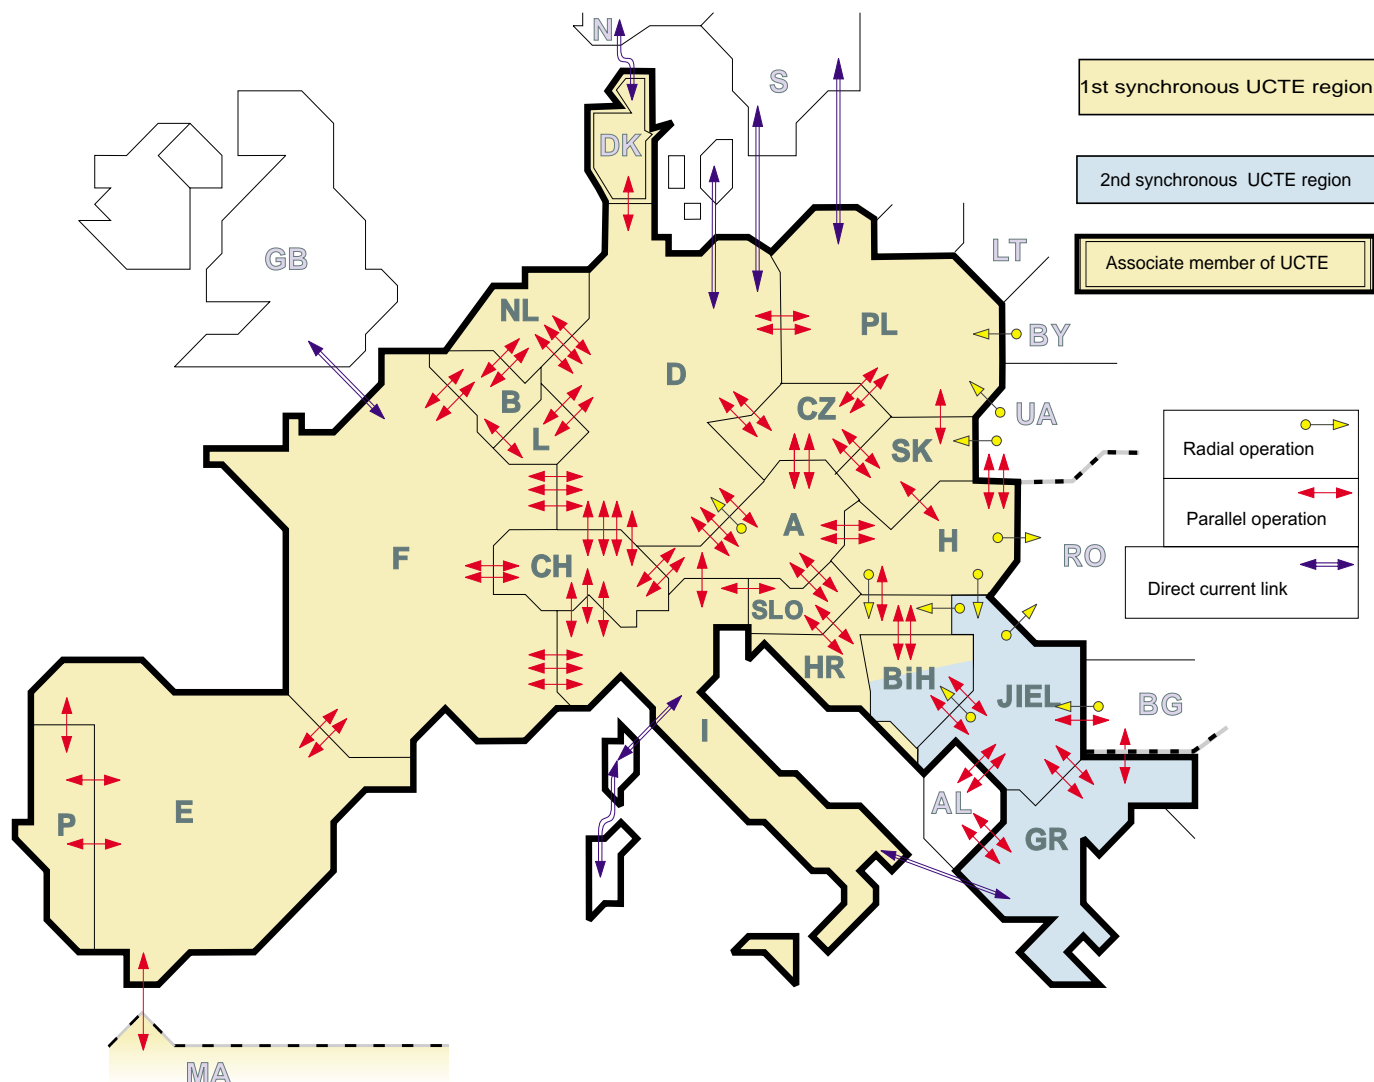 N
S
1st synchronous UCTE region
DK
2nd synchronous UCTE region
GB
LT
Associate member of UCTE
NL
PL
BY
D
B
CZ
UA
L
SK
Radial operation
A
H
Parallel operation
F
CH
RO
Direct current link
SLO
HR
BiH
JIEL
BG
I
P
E
AL
GR
MA